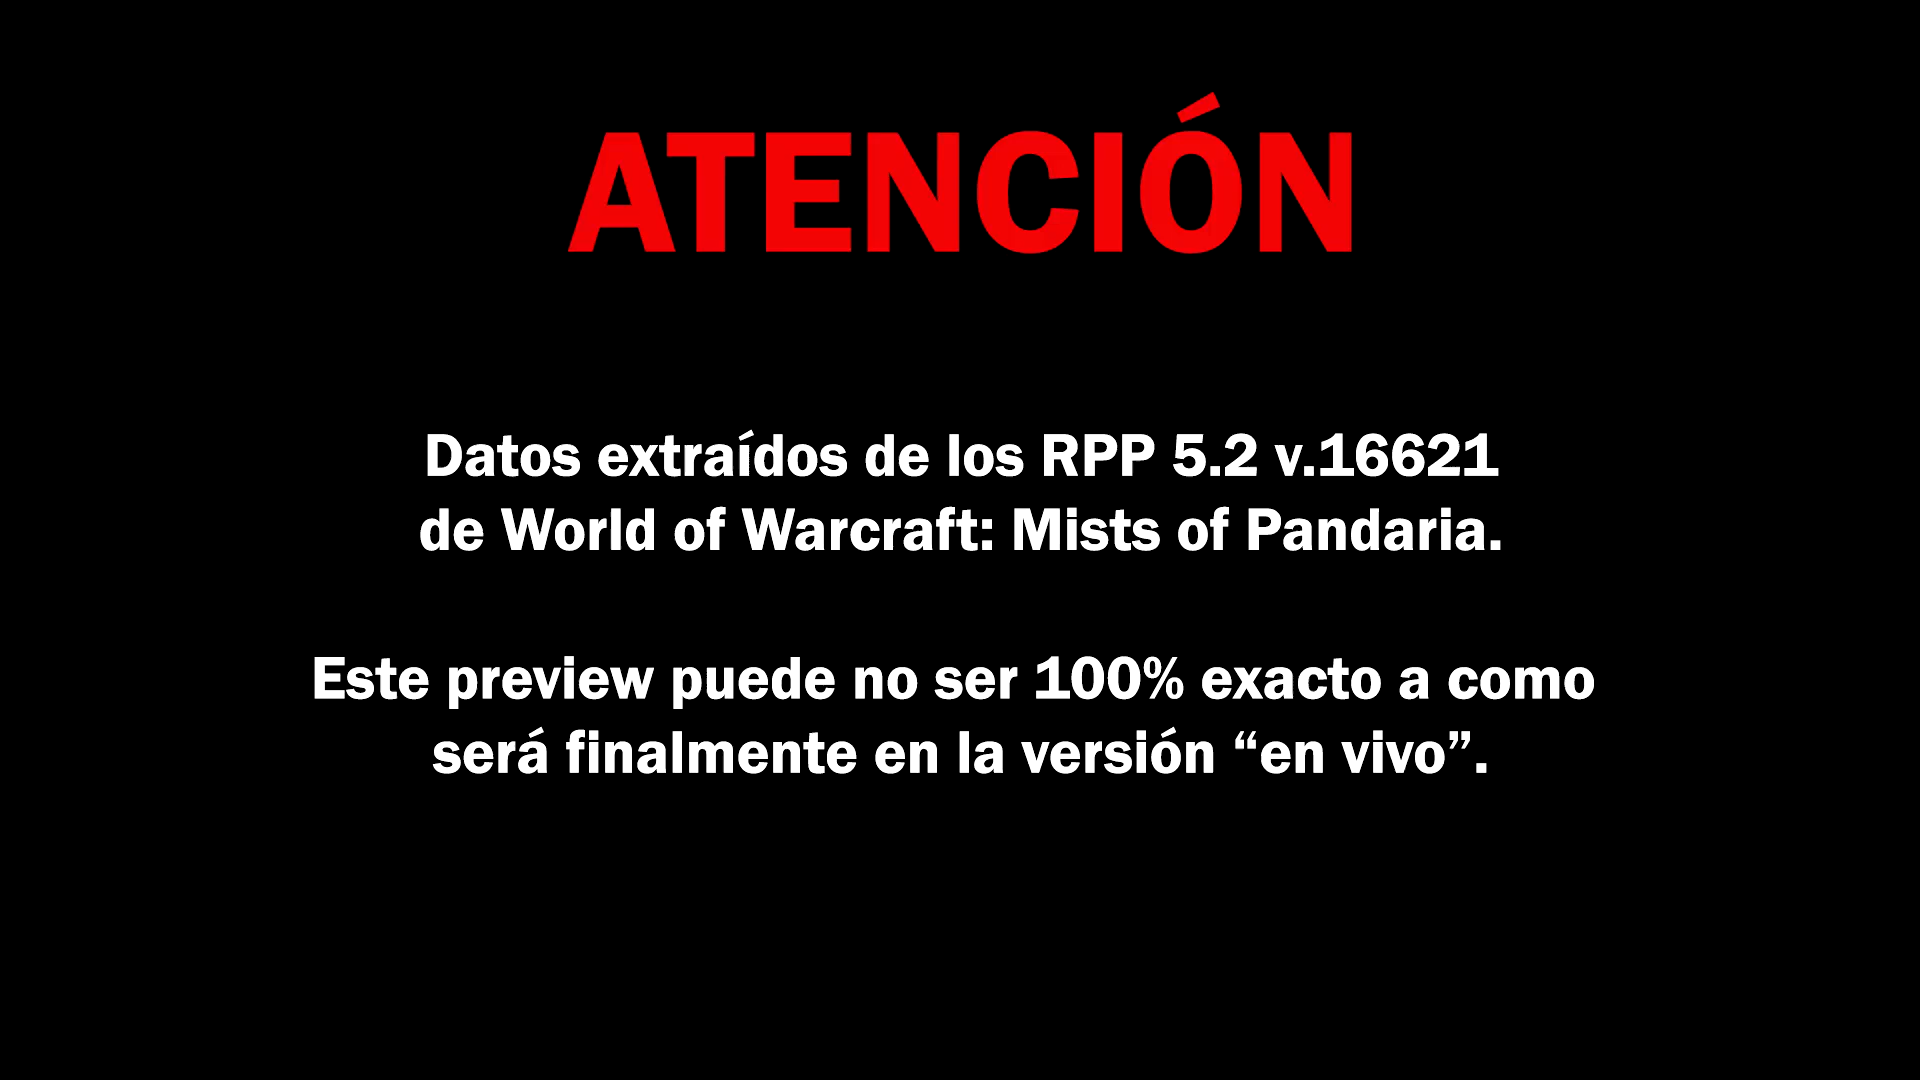 ATENCIÓN
Datos extraídos de los RPP 5.2 v.16621
de World of Warcraft: Mists of Pandaria.
Este preview puede no ser 100% exacto a como
será finalmente en la versión “en vivo”.